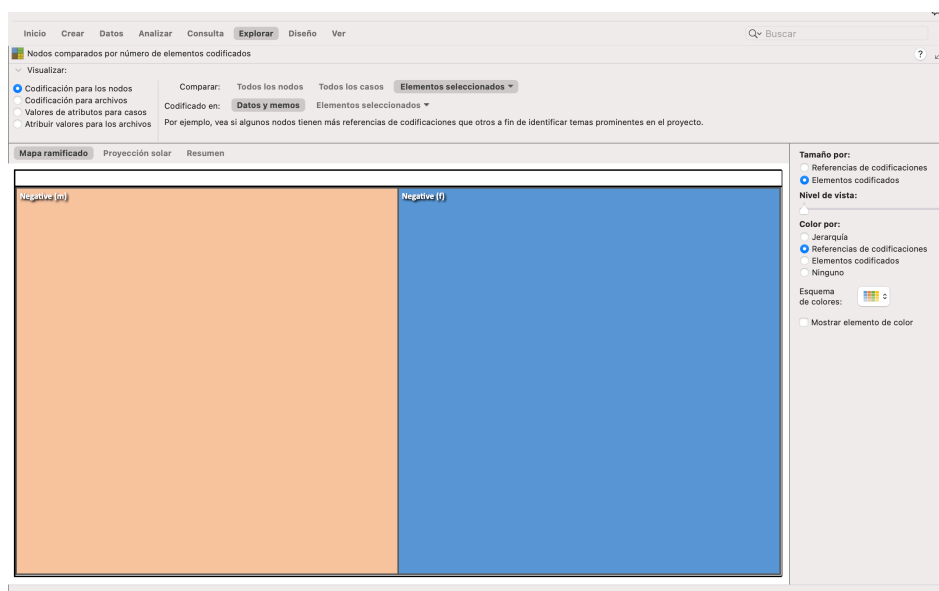 Inicio Crear Datos Analizar Consulta Explorar Diseño Ver Buscar
Nodos comparados por número de elementos codificados ?
Visualizar:
Codificación para los nodos
Codificación para archivos
Valores de atributos para casos
Atribuir valores para los archivos
Comparar: Todos los nodos Todos los casos Elementos seleccionados
Codificado en: Datos y memos Elementos seleccionados
Por ejemplo, vea si algunos nodos tienen más referencias de codificaciones que otros a fin de identificar temas prominentes en el proyecto.
Mapa ramificado Proyección solar Resumen
Negative (m) Negative (f)
Tamaño por:
Referencias de codificaciones
Elementos codificados
Nivel de vista:
Color por:
Jerarquía
Referencias de codificaciones
Elementos codificados
Ninguno
Esquema
de colores:
Mostrar elemento de color